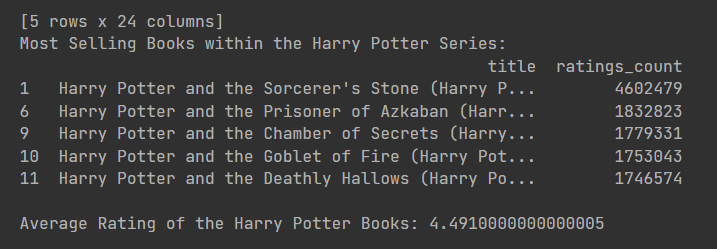 [5 rows x 24 columns]
Most Selling Books within the Harry Potter Series:
title ratings_count
1 Harry Potter and the Sorcerer's Stone (Harry P... 4602479
6 Harry Potter and the Prisoner of Azkaban (Harr... 1832823
9 Harry Potter and the Chamber of Secrets (Harry... 1779331
10 Harry Potter and the Goblet of Fire (Harry Pot... 1753043
11 Harry Potter and the Deathly Hallows (Harry Po... 1746574
Average Rating of the Harry Potter Books: 4.4910000000000005